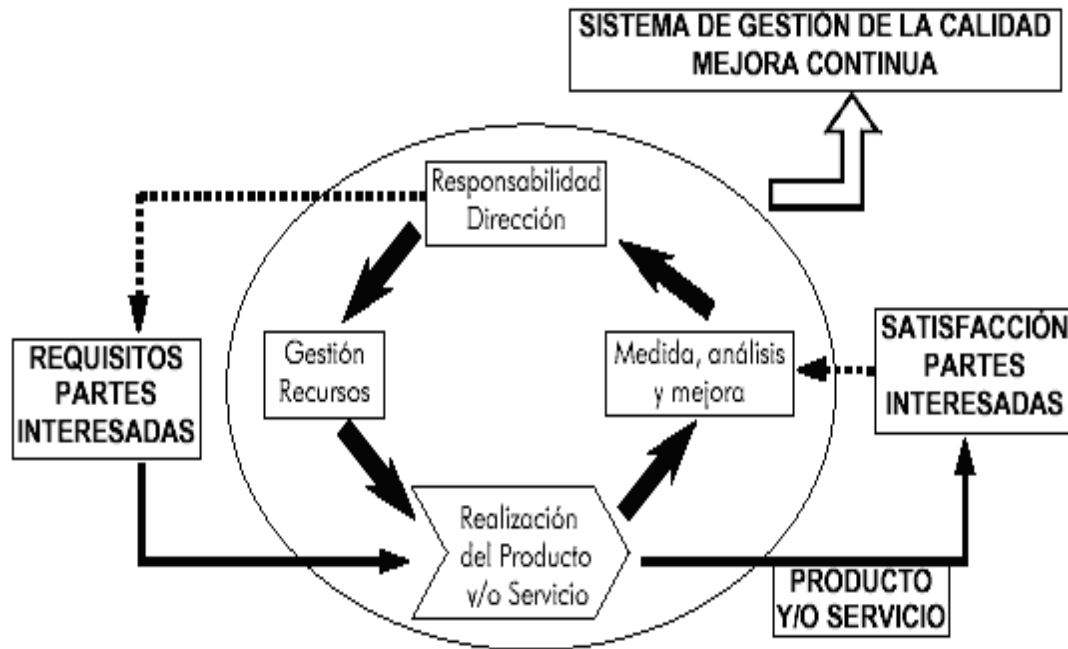 SISTEMA DE GESTIÓN DE LA CALIDAD
MEJORA CONTINUA
Responsabilidad
Dirección
REQUISITOS
PARTES
INTERESADAS
Gestión
Recursos
Medida, análisis
y mejora
SATISFACCIÓN
PARTES
INTERESADAS
Realización
del Producto
y/o Servicio
PRODUCTO
Y/O SERVICIO